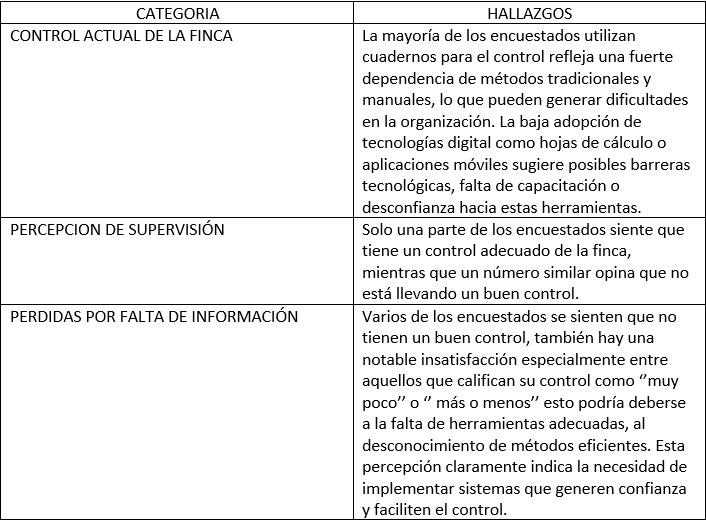 CATEGORIA
HALLAZGOS
CONTROL ACTUAL DE LA FINCA
La mayoría de los encuestados utilizan
cuadernos para el control refleja una fuerte
dependencia de métodos tradicionales y
manuales, lo que pueden generar dificultades
en la organización. La baja adopción de
tecnologías digital como hojas de cálculo o
aplicaciones móviles sugiere posibles barreras
tecnológicas, falta de capacitación o
desconfianza hacia estas herramientas.
PERCEPCION DE SUPERVISIÓN
Solo una parte de los encuestados siente que
tiene un control adecuado de la finca,
mientras que un número similar opina que no
está llevando un buen control.
PERDIDAS POR FALTA DE INFORMACIÓN
Varios de los encuestados se sienten que no
tienen un buen control, también hay una
notable insatisfacción especialmente entre
aquellos que califican su control como ‘’muy
poco’’ o ‘’ más o menos’’ esto podría deberse
a la falta de herramientas adecuadas, al
desconocimiento de métodos eficientes. Esta
percepción claramente indica la necesidad de
implementar sistemas que generen confianza
y faciliten el control.